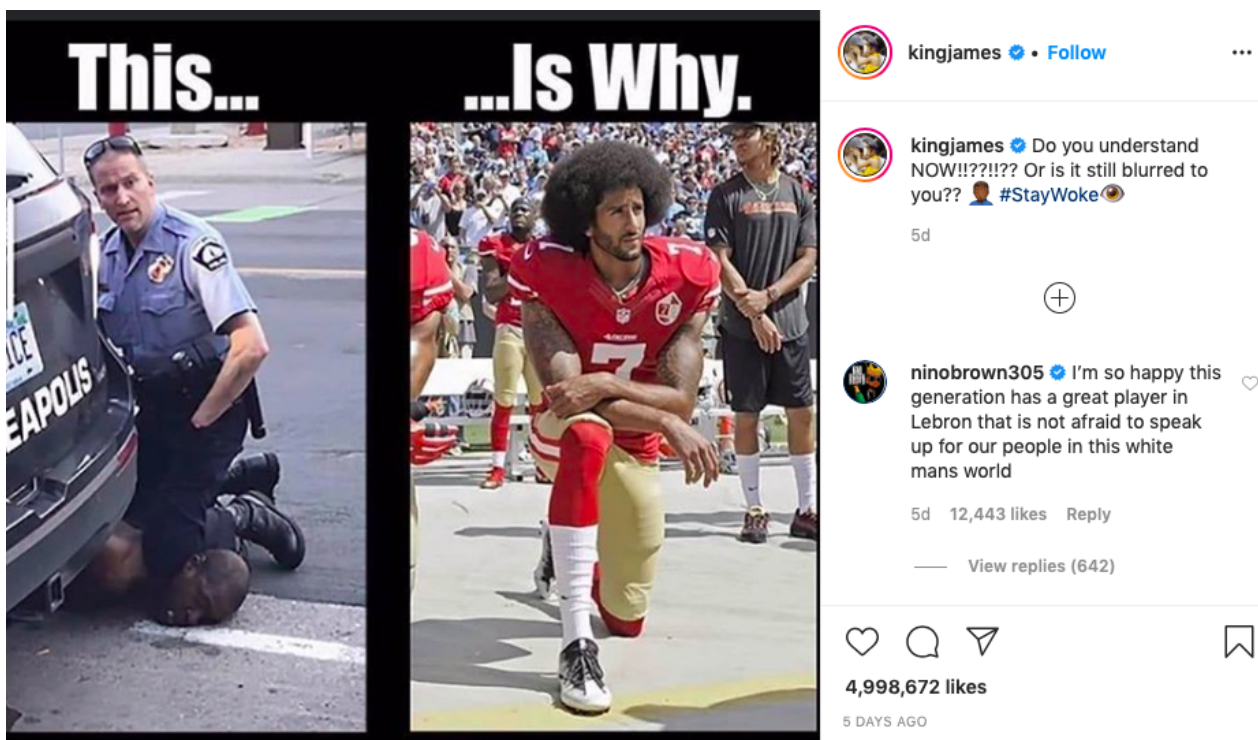 This...
...Is Why.
ICE
EAPOLIS
7
7
49ERS
7
kingjames • Follow
kingjames Do you understand
NOW!!??!!?? Or is it still blurred to
you?? #StayWoke
5d
ninobrown305 I’m so happy this
generation has a great player in
Lebron that is not afraid to speak
up for our people in this white
mans world
5d 12,443 likes Reply
View replies (642)
4,998,672 likes
5 DAYS AGO